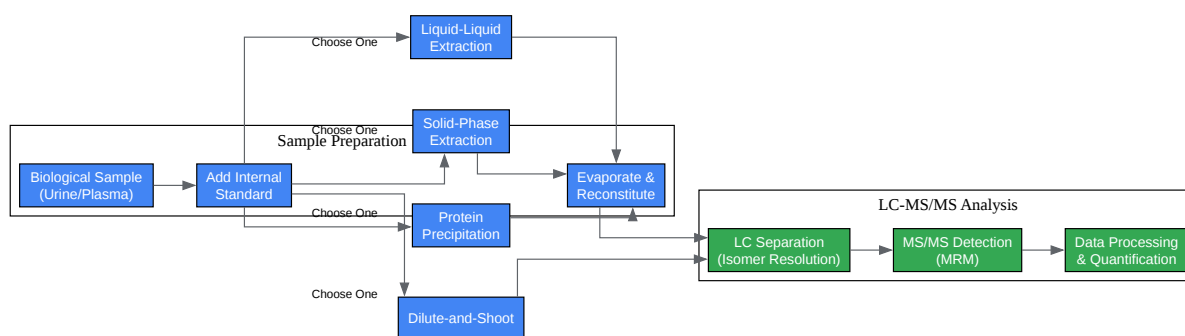 Liquid-Liquid
Extraction
Choose One
Solid-Phase
Extraction
Choose One
Sample Preparation
Biological Sample
(Urine/Plasma)
Add Internal
Standard
Evaporate &
Reconstitute
Choose One
Protein
Precipitation
LC-MS/MS Analysis
LC Separation
(Isomer Resolution)
MS/MS Detection
(MRM)
Data Processing
& Quantification
Choose One
Dilute-and-Shoot